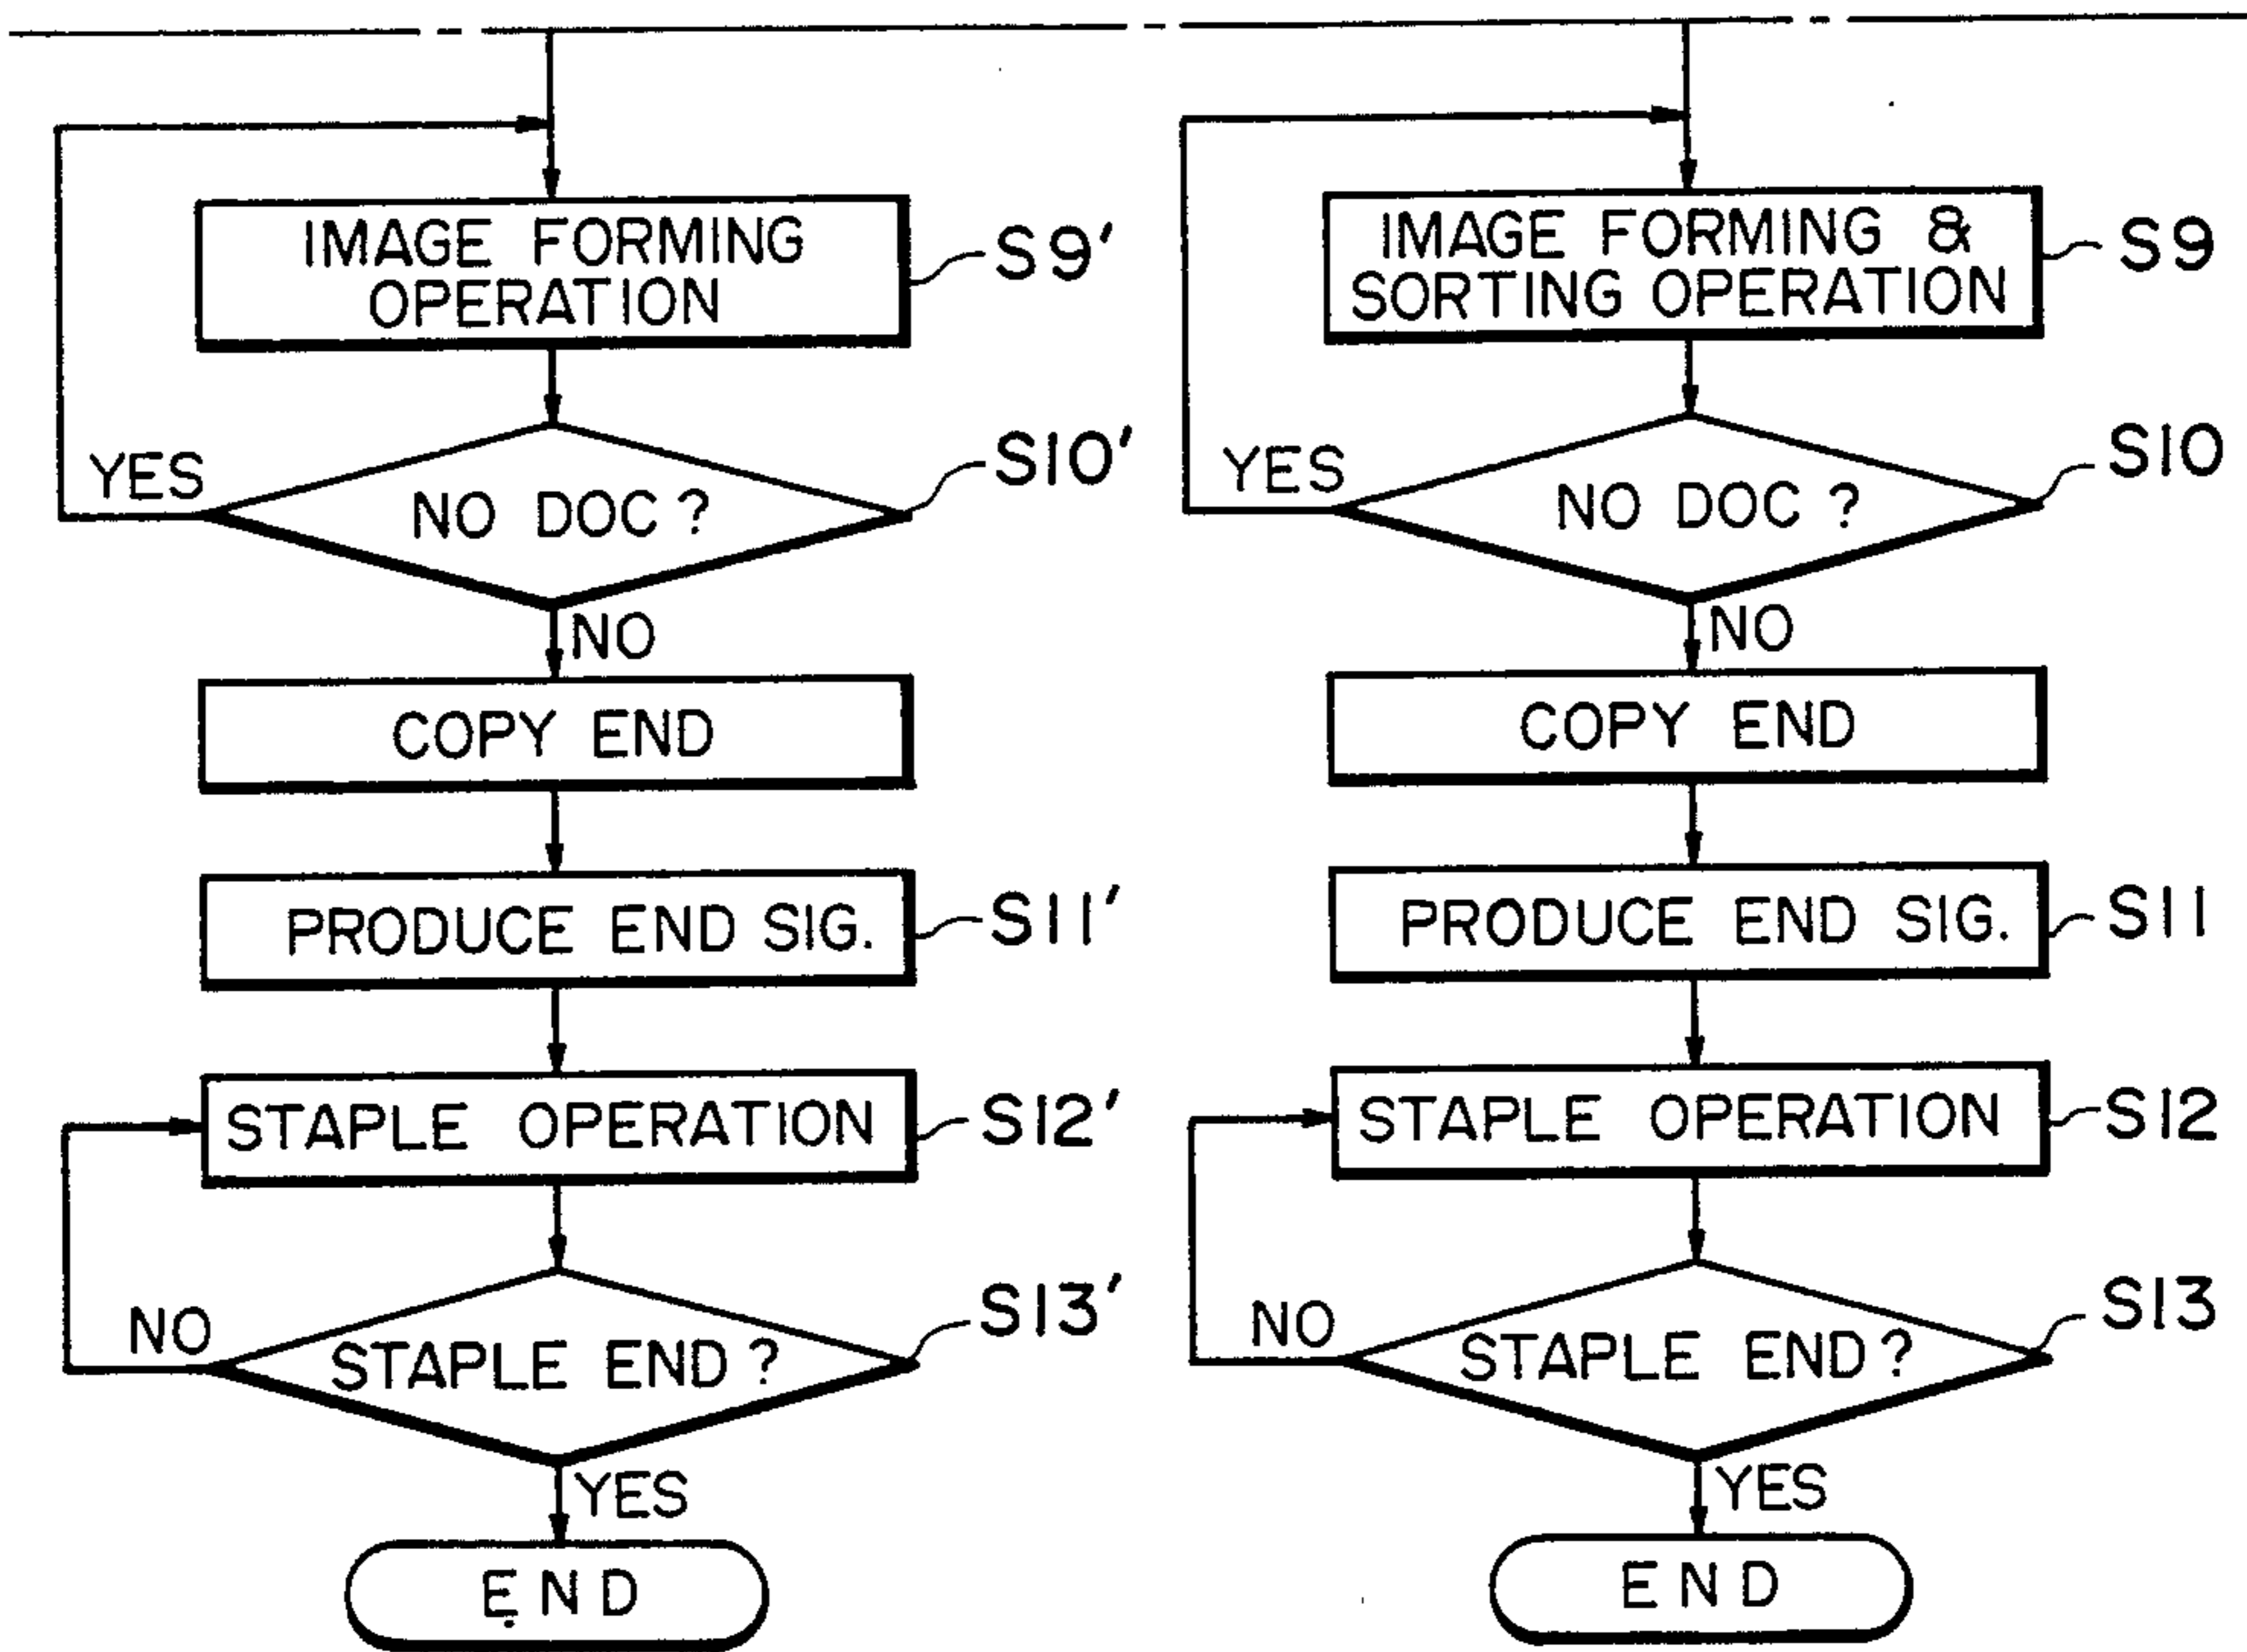 IMAGE FORMING
OPERATION
S9'
YES
NO DOC?
S10'
NO
COPY END
PRODUCE END SIG.
S11'
STAPLE OPERATION
S12'
NO
STAPLE END?
S13'
YES
END
IMAGE FORMING &
SORTING OPERATION
S9
YES
NO DOC?
S10
NO
COPY END
PRODUCE END SIG.
S11
STAPLE OPERATION
S12
NO
STAPLE END?
S13
YES
END